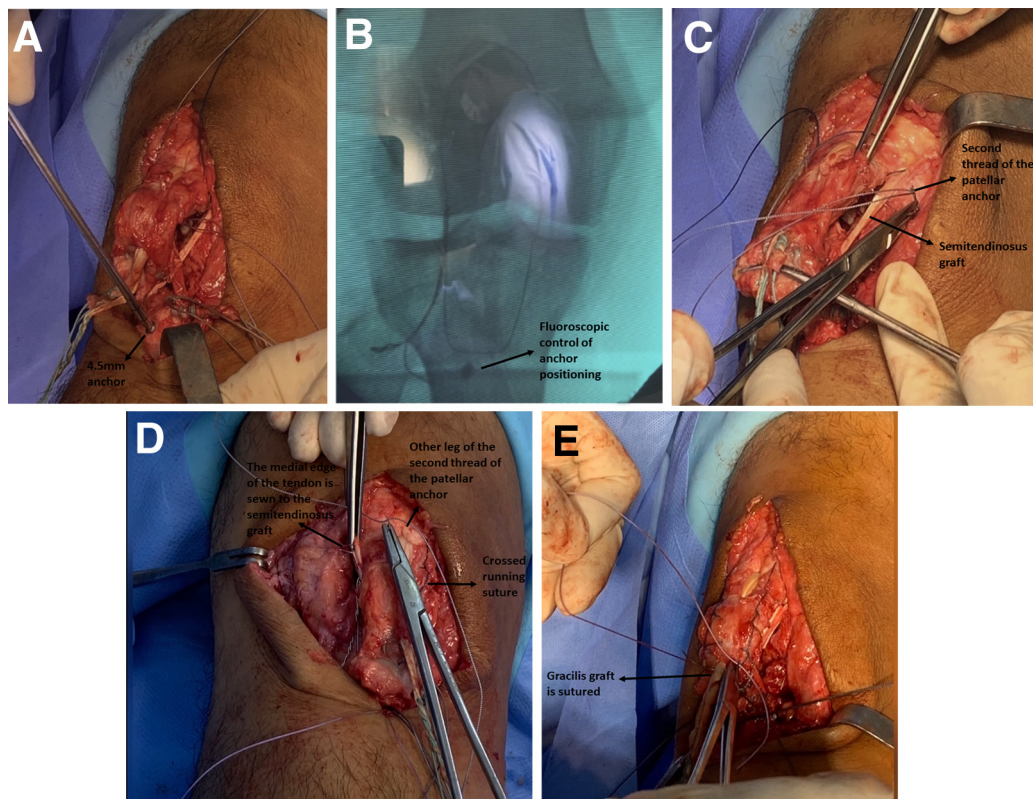 A
4.5mm
anchor
B
Fluoroscopic
control of
anchor
positioning
C
Second
thread of the
patellar
anchor
Semitendinosus
graft
D
The medial edge
of the tendon is
sewn to the
semitendinosus
graft
Other leg of the
second thread of
the patellar
anchor
Crossed
running
suture
E
Gracilis graft
is sutured